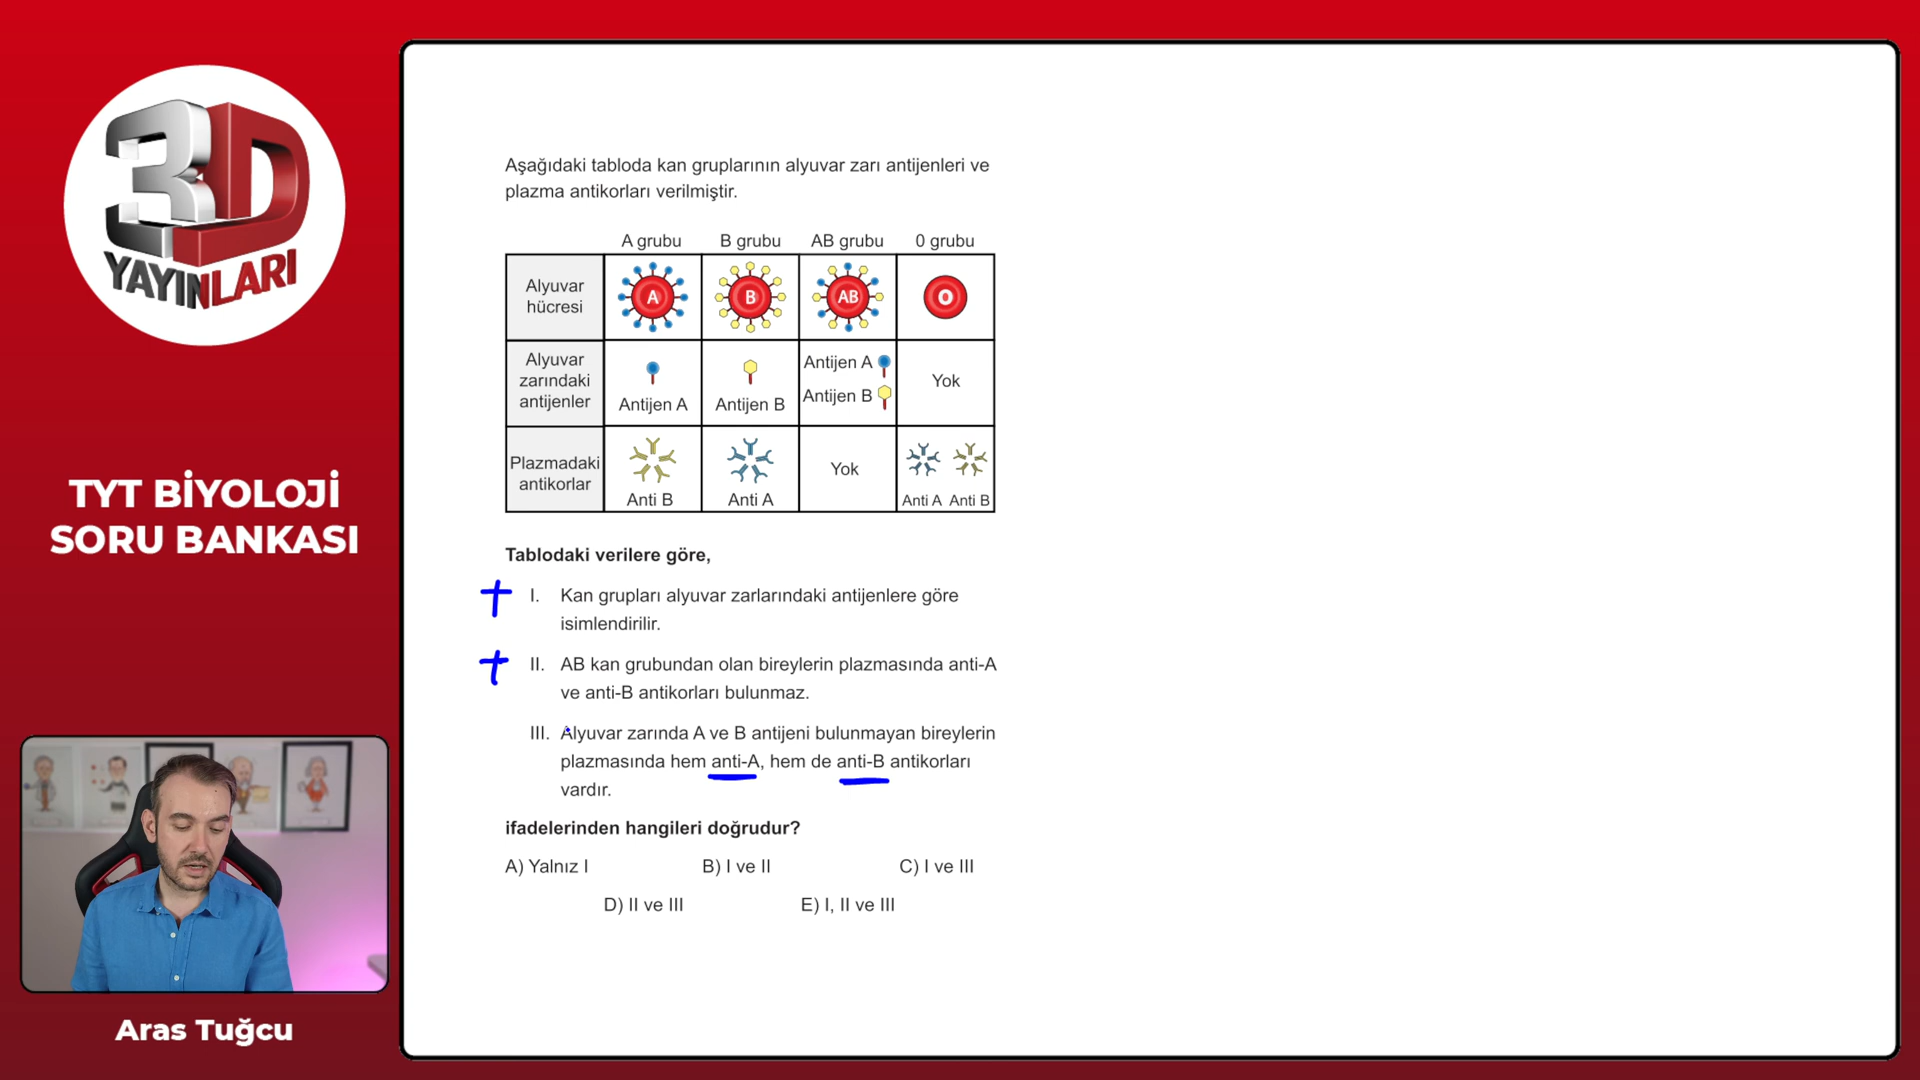 3D
YAYINLARI
TYT BİYOLOJİ
SORU BANKASI
Aras Tuğcu
Aşağıdaki tabloda kan gruplarının alyuvar zarı antijenleri ve
plazma antikorları verilmiştir.
A grubu B grubu AB grubu 0 grubu
Alyuvar
hücresi
A B AB O
Alyuvar
zarındaki
antijenler
Antijen A
Antijen B
Antijen A
Antijen B
Yok
Plazmadaki
antikorlar
Anti B
Anti A
Yok
Anti A Anti B
Tablodaki verilere göre,
I. Kan grupları alyuvar zarlarındaki antijenlere göre
isimlendirilir.
II. AB kan grubundan olan bireylerin plazmasında anti-A
ve anti-B antikorları bulunmaz.
III. Alyuvar zarında A ve B antijeni bulunmayan bireylerin
plazmasında hem anti-A, hem de anti-B antikorları
vardır.
ifadelerinden hangileri doğrudur?
A) Yalnız I B) I ve II C) I ve III
D) II ve III E) I, II ve III